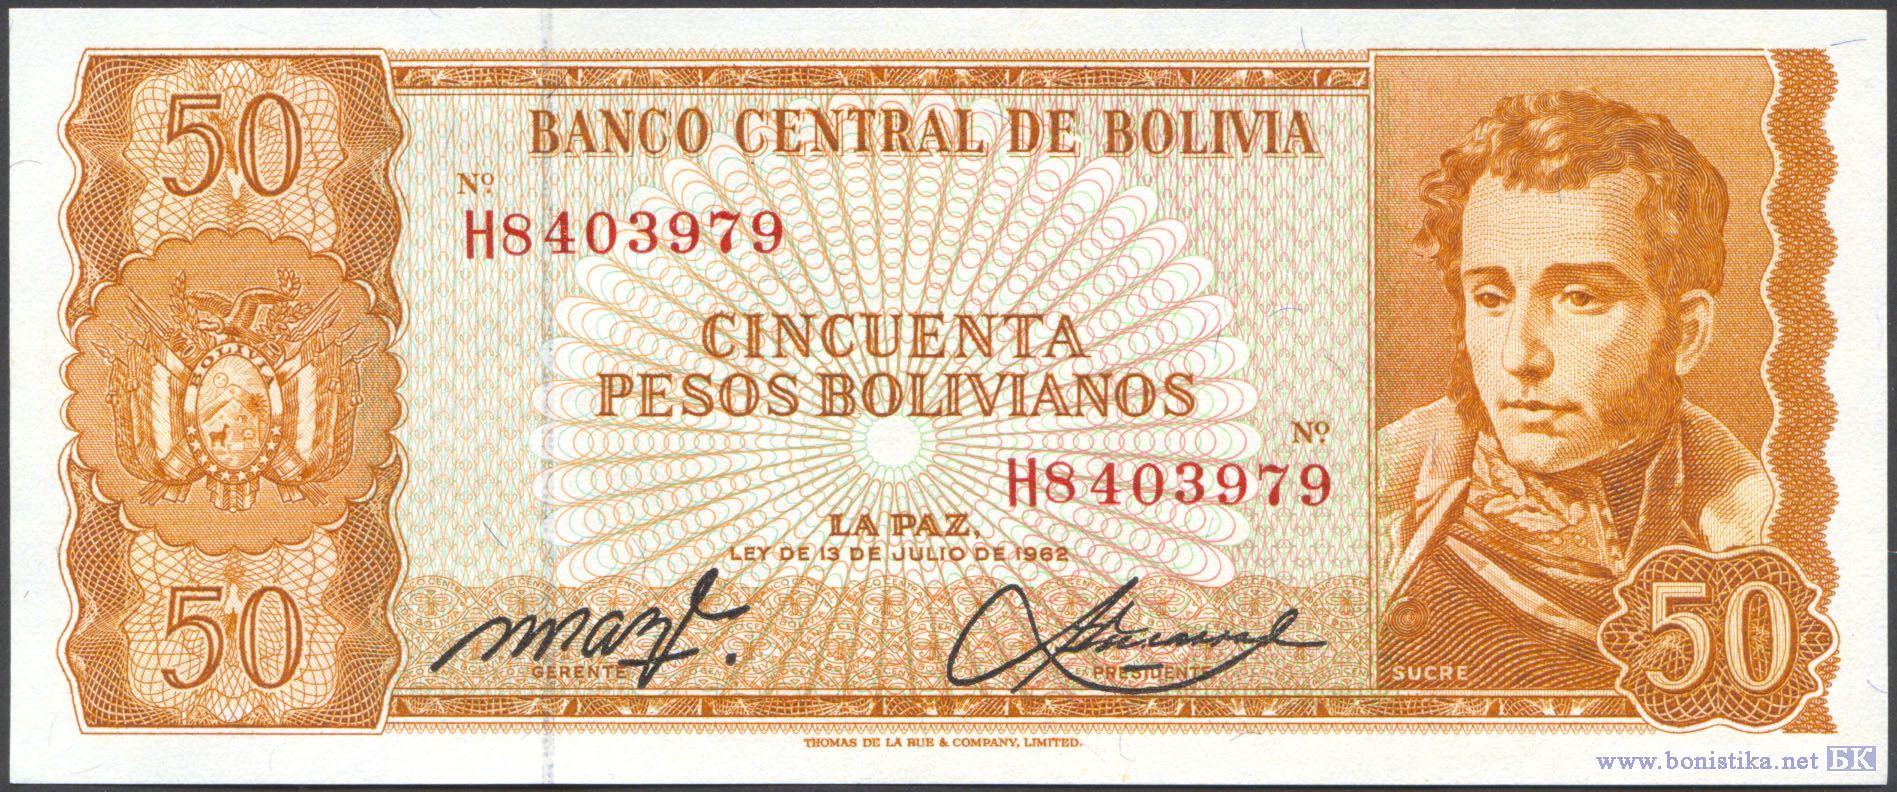 50
BANCO CENTRAL DE BOLIVIA
Nº
H8403979
BOLIVIA
CINCUENTA
PESOS BOLIVIANOS
Nº
H8403979
LA PAZ,
LEY DE 13 DE JULIO DE 1962
50
GERENTE
PRESIDENTE
SUCRE
50
THOMAS DE LA RUE & COMPANY, LIMITED.
www.bonistika.net БК